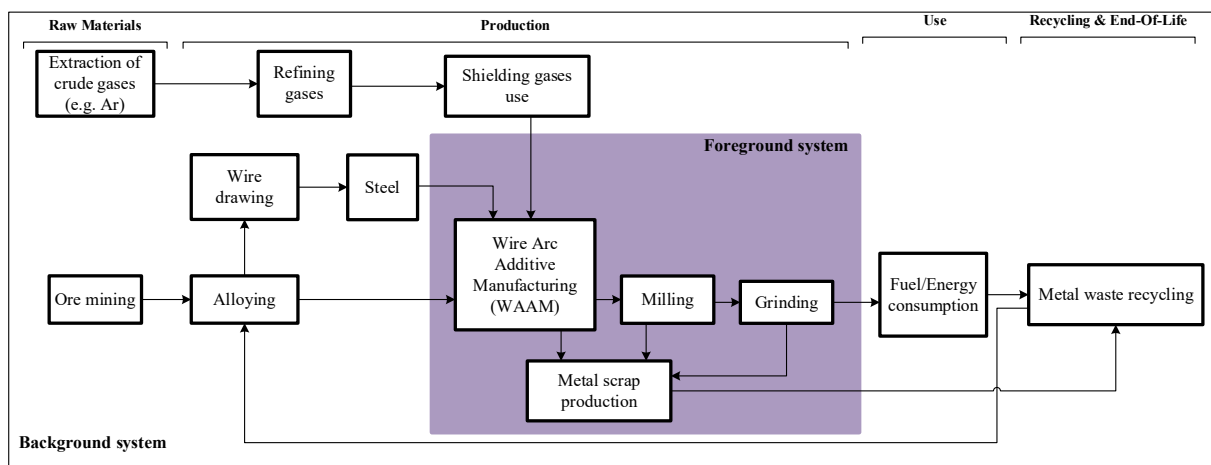 Raw Materials
Production
Use
Recycling & End-Of-Life
Extraction of
crude gases
(e.g. Ar)
Refining
gases
Shielding gases
use
Foreground system
Wire
drawing
Steel
Wire Arc
Additive
Manufacturing
(WAAM)
Ore mining
Alloying
Milling
Grinding
Fuel/Energy
consumption
Metal waste recycling
Metal scrap
production
Background system